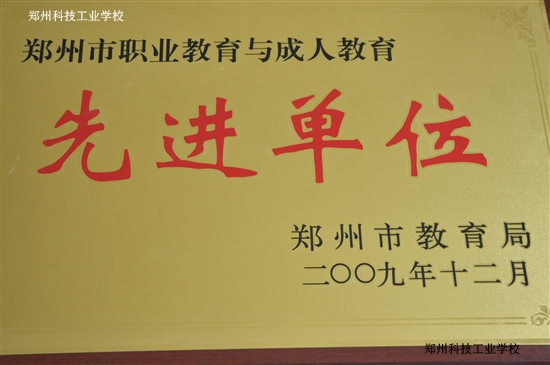 郑州科技工业学校
郑州市职业教育与成人教育
先进单位
郑州市教育局
二〇〇九年十二月
郑州科技工业学校